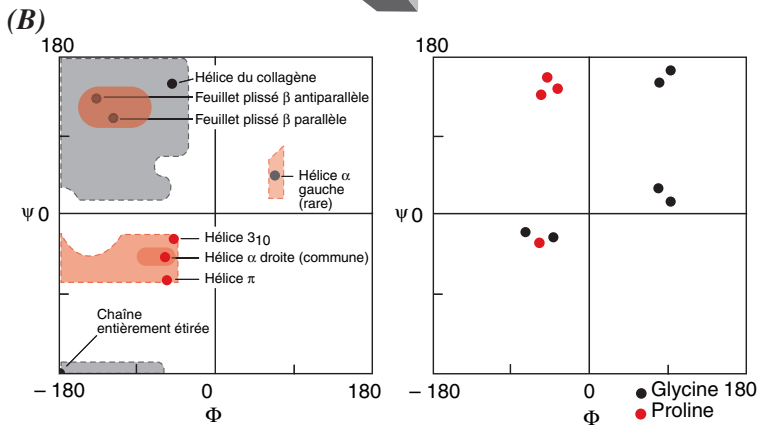 (B)
180
Hélice du collagène
Feuillet plissé β antiparallèle
Feuillet plissé β parallèle
Hélice α
gauche
(rare)
ψ 0
Hélice 3₁₀
Hélice α droite (commune)
Hélice π
Chaîne
entièrement étirée
– 180
0
180
Φ
180
ψ 0
– 180
0
Φ
Glycine 180
Proline